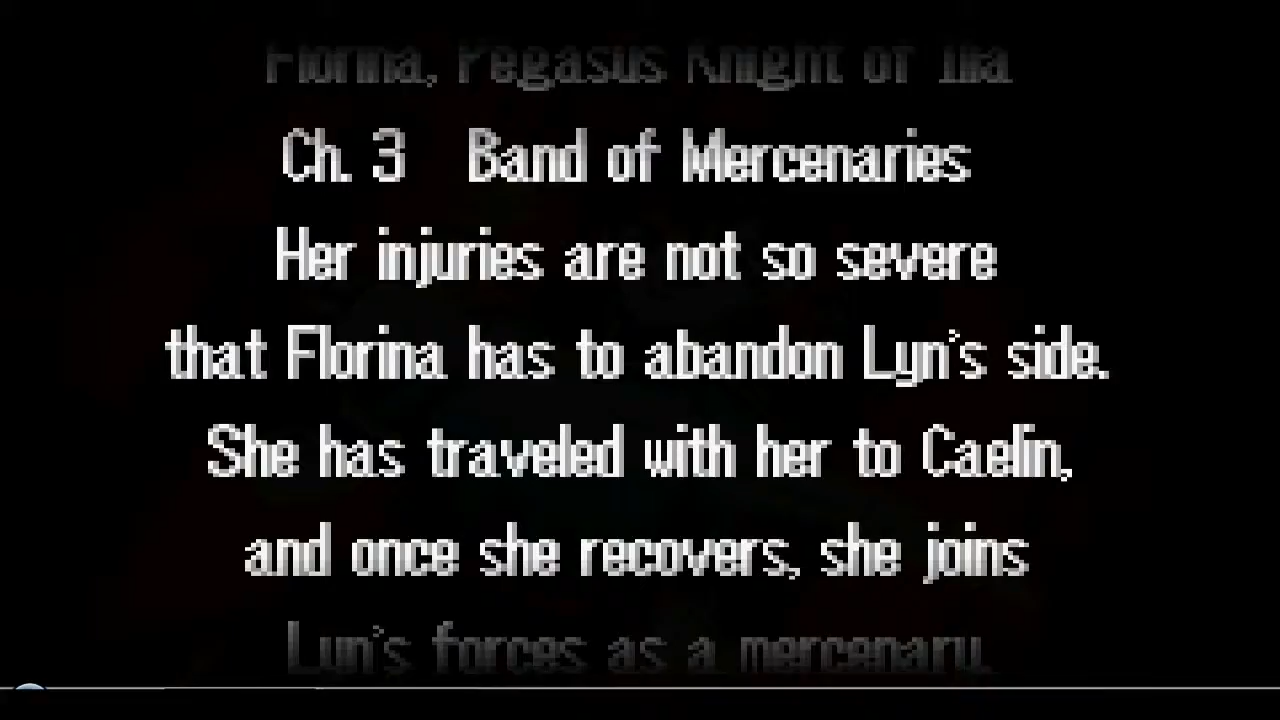 Florina, Pegasus Knight of Ilia
Ch. 3 Band of Mercenaries
Her injuries are not so severe
that Florina has to abandon Lyn's side.
She has traveled with her to Caelin,
and once she recovers, she joins
Lyn's forces as a mercenary.